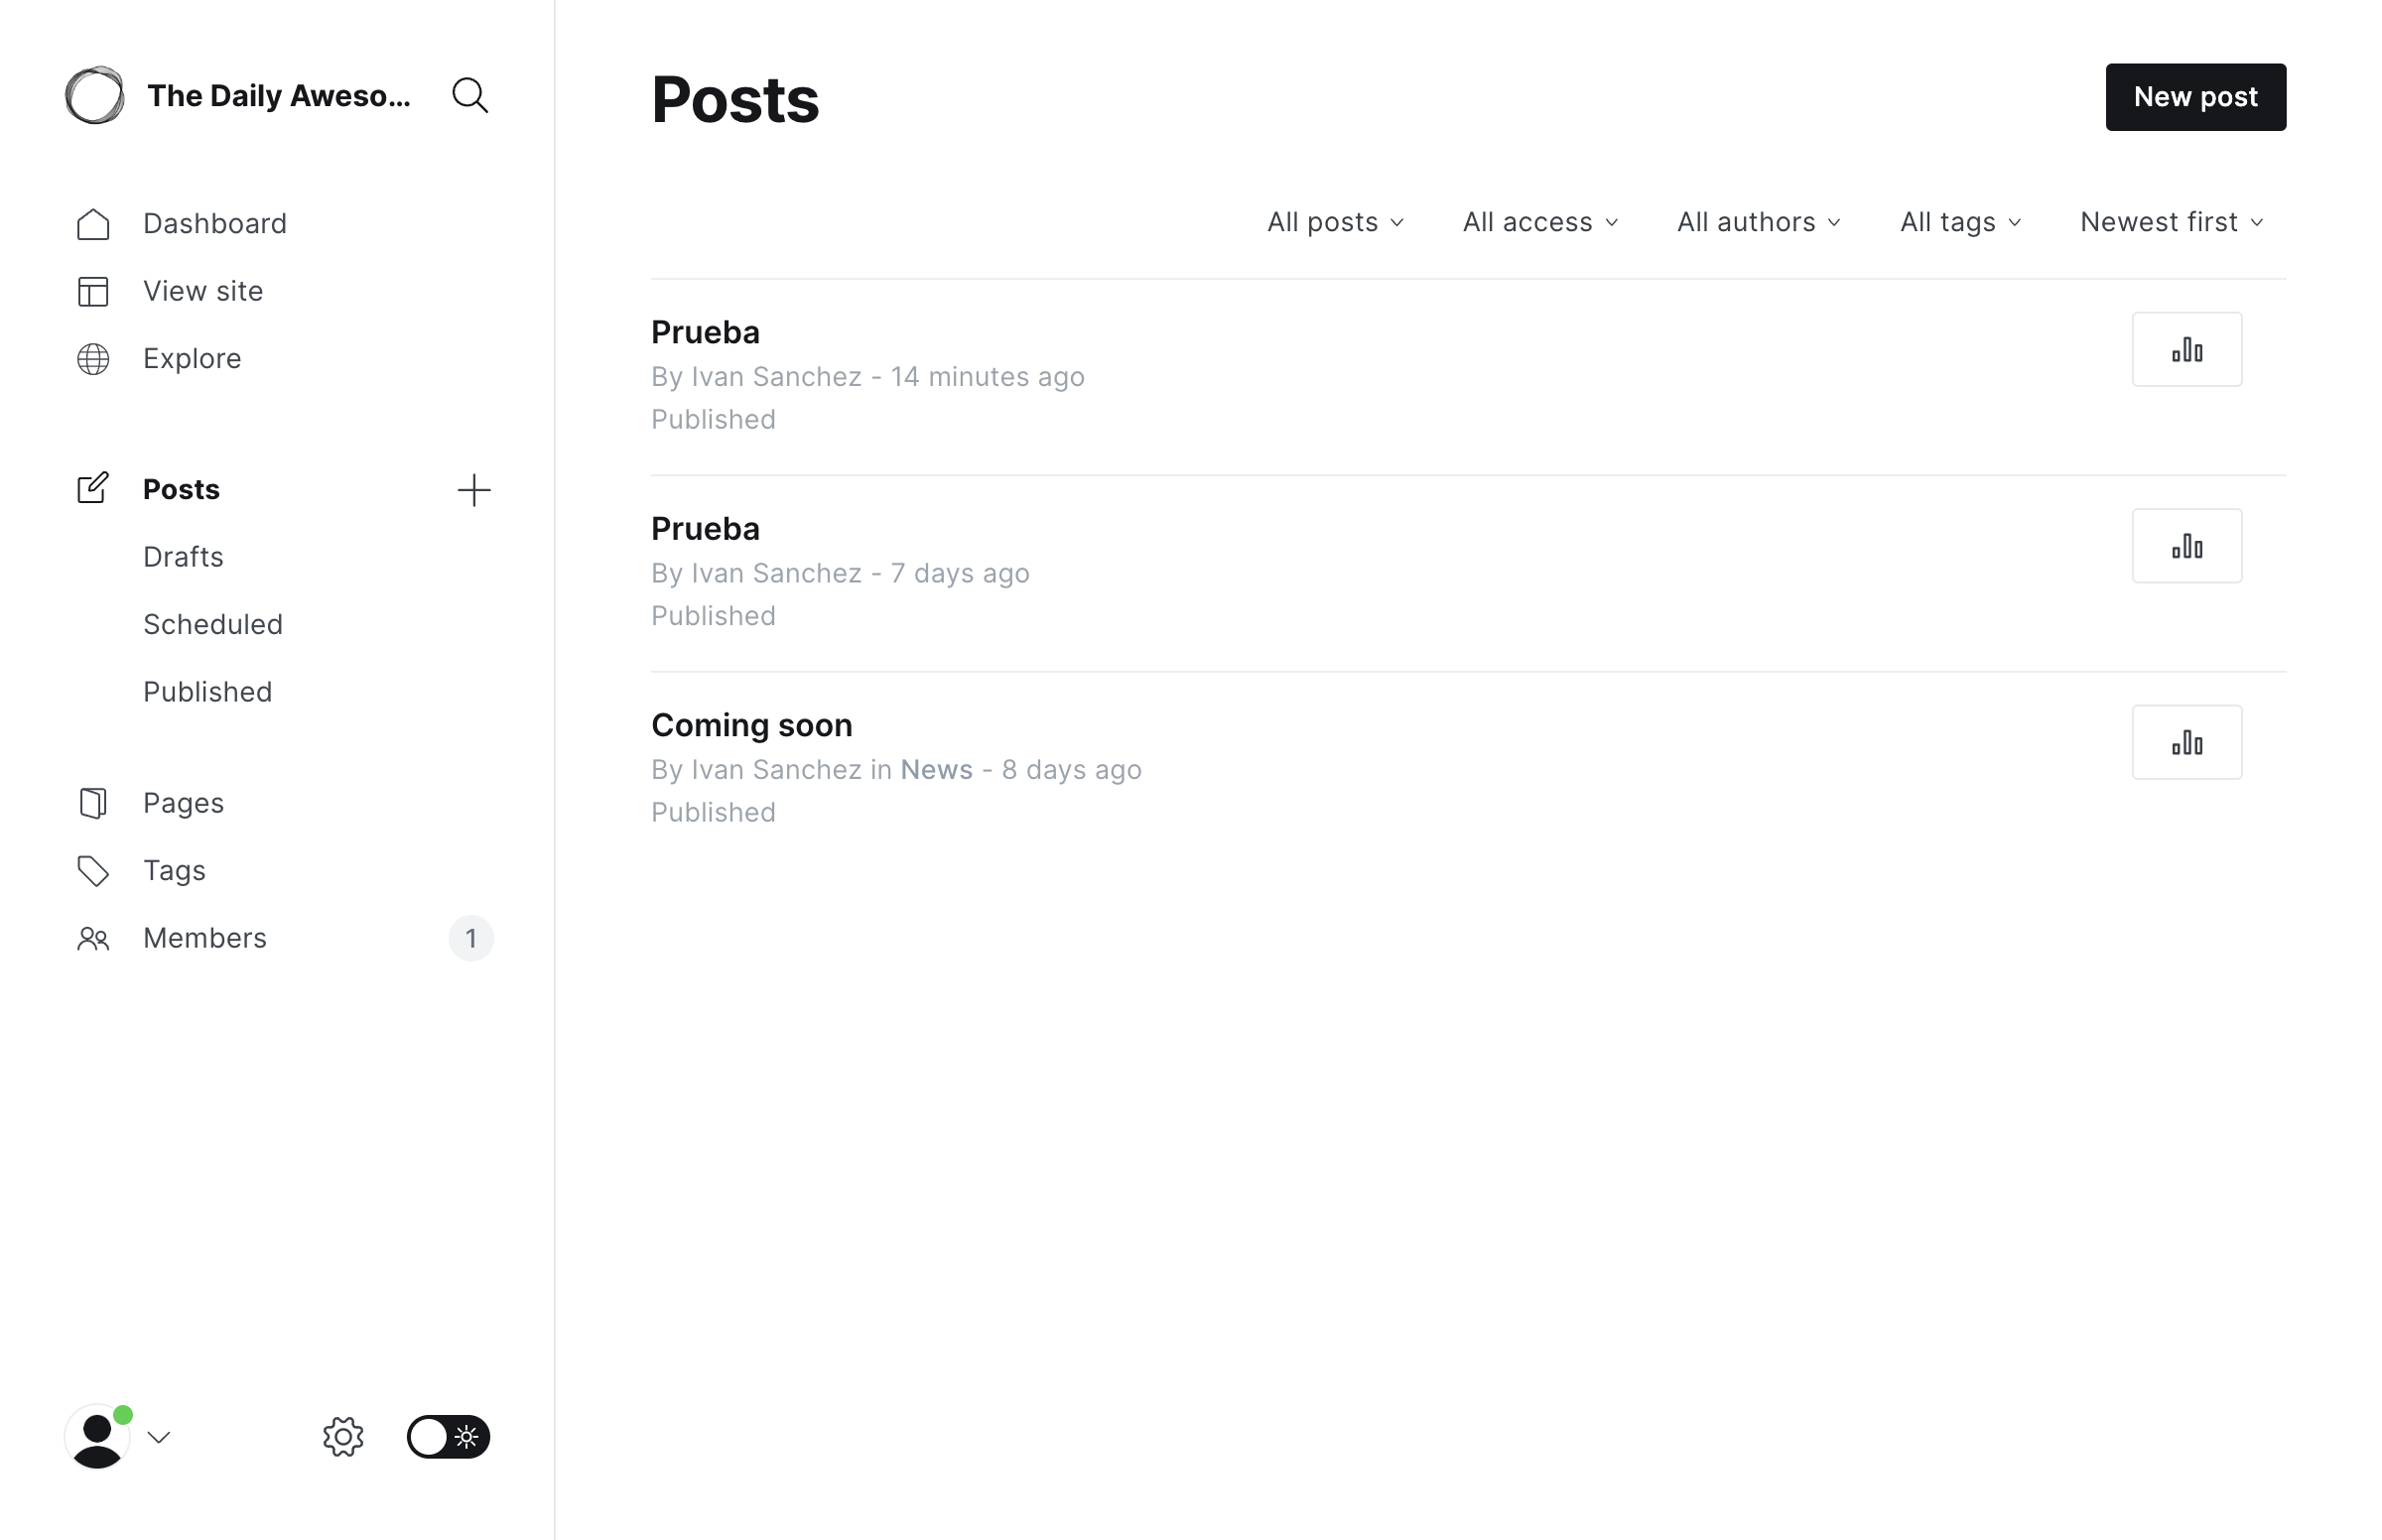 The Daily Aweso...
Dashboard
View site
Explore
Posts
Drafts
Scheduled
Published
Pages
Tags
Members 1
Posts
New post
All posts All access All authors All tags Newest first
Prueba
By Ivan Sanchez - 14 minutes ago
Published
Prueba
By Ivan Sanchez - 7 days ago
Published
Coming soon
By Ivan Sanchez in News - 8 days ago
Published